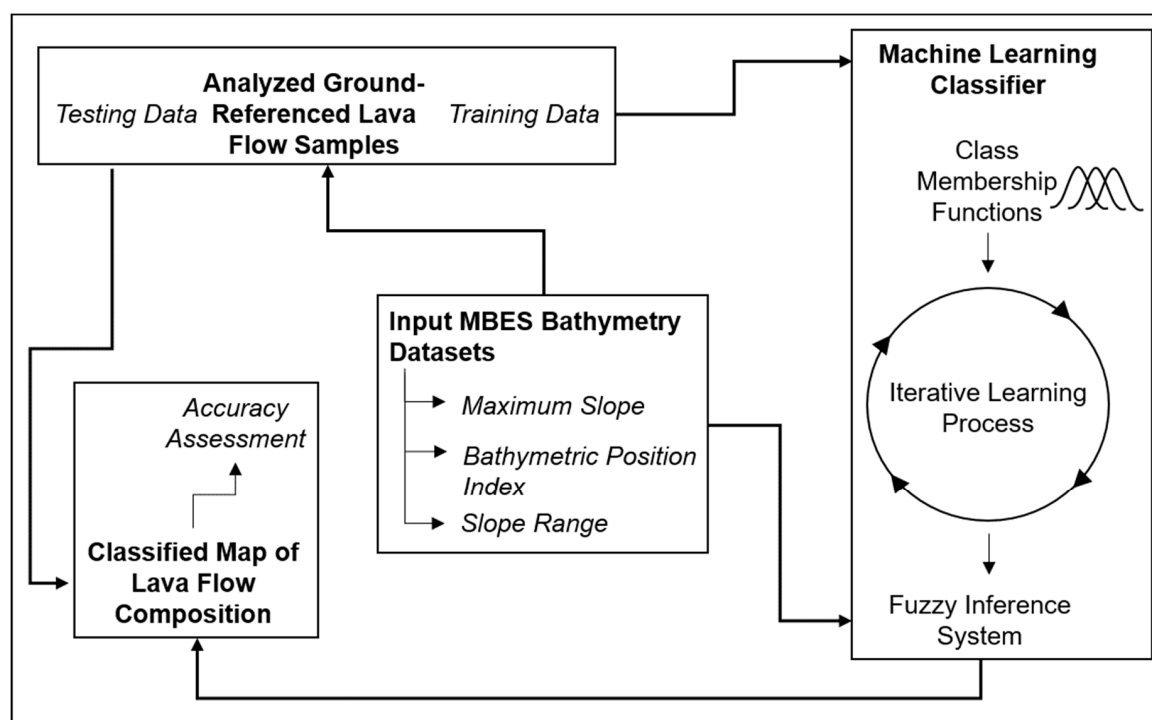 Analyzed Ground-
Testing Data Referenced Lava Training Data
Flow Samples
Machine Learning
Classifier
Class
Membership
Functions
Iterative Learning
Process
Fuzzy Inference
System
Input MBES Bathymetry
Datasets
Maximum Slope
Bathymetric Position
Index
Slope Range
Accuracy
Assessment
Classified Map of
Lava Flow
Composition